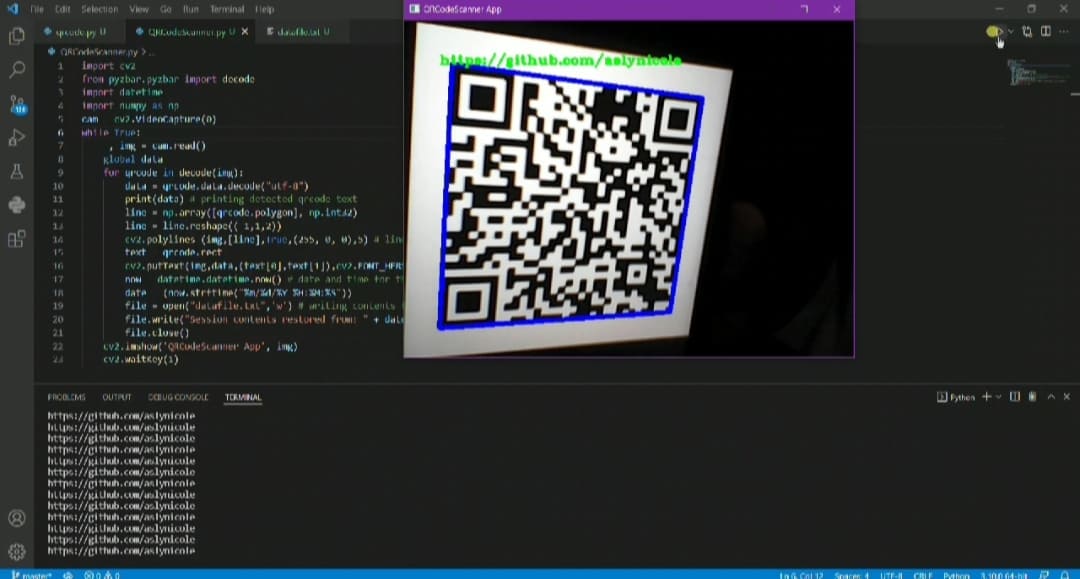 File Edit Selection View Go Run Terminal Help
QRCodeScanner App
qrcode.py U
QRCodeScanner.py U
datafile.txt U
QRCodeScanner.py > ...
1 import cv2
2 from pyzbar.pyzbar import decode
3 import datetime
4 import numpy as np
5 cam = cv2.VideoCapture(0)
6 while True:
7 _, img = cam.read()
8 global data
9 for qrcode in decode(img):
10 data = qrcode.data.decode("utf-8")
11 print(data) # printing detected qrcode text
12 line = np.array([qrcode.polygon], np.int32)
13 line = line.reshape((-1,1,2))
14 cv2.polylines (img,[line],True,(255, 0, 0),5) # lin
15 text = qrcode.rect
16 cv2.putText(img,data,(text[0],text[1]),cv2.FONT_HERS
17 now = datetime.datetime.now() # date and time for t
18 date = (now.strftime("%m/%d/%Y %H:%M:%S"))
19 file = open("datafile.txt",'w') # writing contents
20 file.write("Session contents restored from: " + date
21 file.close()
22 cv2.imshow('QRCodeScanner App', img)
23 cv2.waitKey(1)
https://github.com/aslynicole
PROBLEMS OUTPUT DEBUG CONSOLE TERMINAL
Python
https://github.com/aslynicole
https://github.com/aslynicole
https://github.com/aslynicole
https://github.com/aslynicole
https://github.com/aslynicole
https://github.com/aslynicole
https://github.com/aslynicole
https://github.com/aslynicole
https://github.com/aslynicole
https://github.com/aslynicole
https://github.com/aslynicole
https://github.com/aslynicole
https://github.com/aslynicole
master* 0 0 Ln 6, Col 12 Spaces: 4 UTF-8 CRLF Python 3.10.0 64-bit